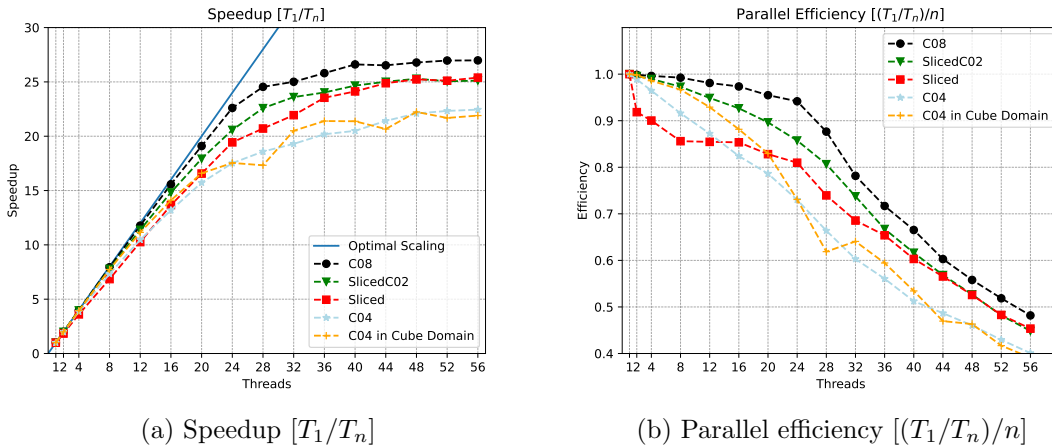 Speedup [T₁/Tₙ]
30
25
20
15
10
5
0
Speedup
1 2 4 8 12 16 20 24 28 32 36 40 44 48 52 56
Threads
Optimal Scaling
C08
SlicedC02
Sliced
C04
C04 in Cube Domain
Parallel Efficiency [(T₁/Tₙ)/n]
1.0
0.9
0.8
0.7
0.6
0.5
0.4
Efficiency
1 2 4 8 12 16 20 24 28 32 36 40 44 48 52 56
Threads
C08
SlicedC02
Sliced
C04
C04 in Cube Domain
(a) Speedup [T₁/Tₙ]
(b) Parallel efficiency [(T₁/Tₙ)/n]